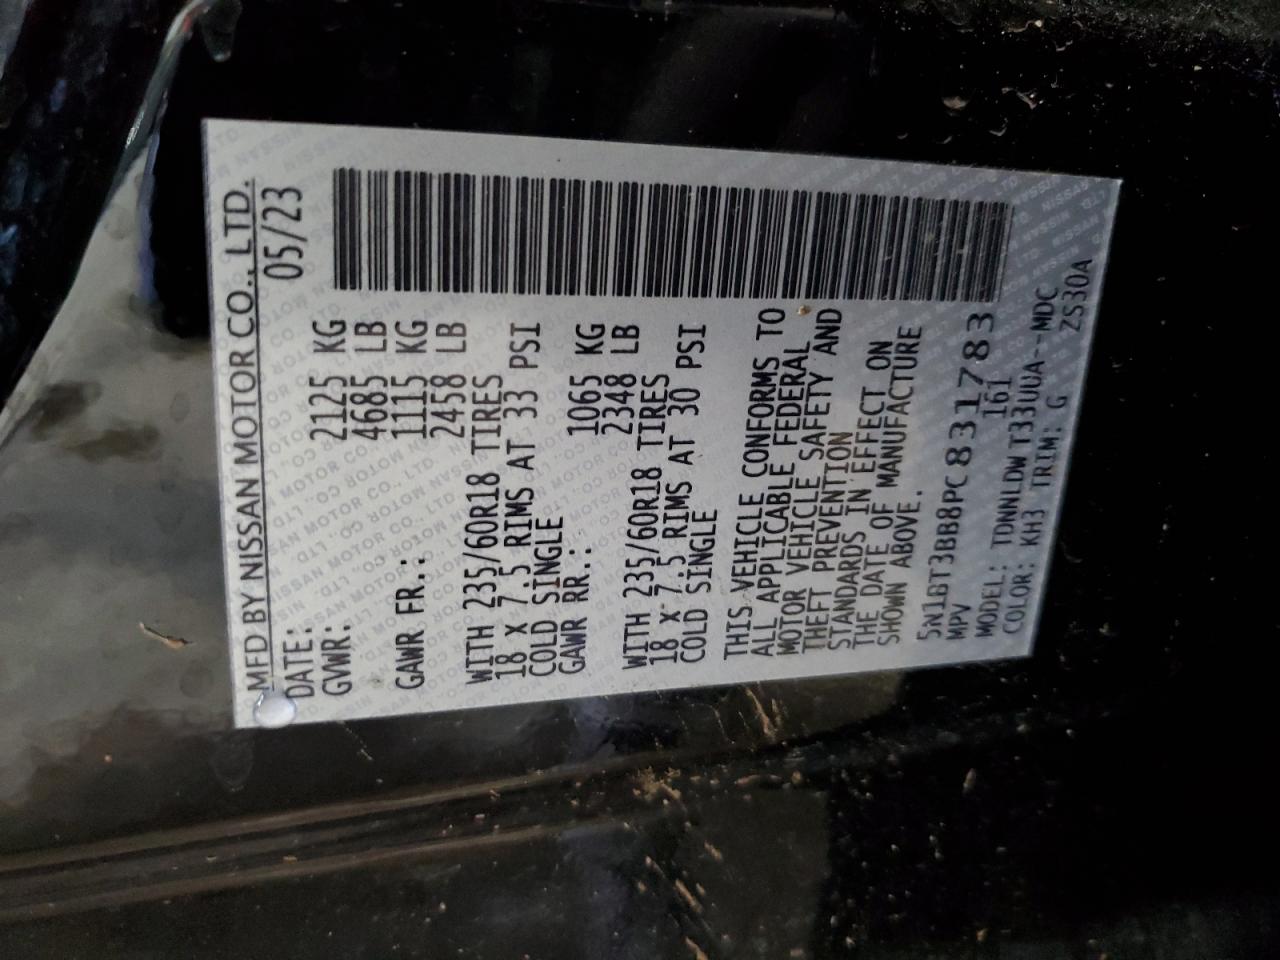 MFD BY NISSAN MOTOR CO., LTD.
DATE: 05/23
GVWR: 2125 KG
4685 LB
GAWR FR.: 1115 KG
2458 LB
WITH 235/60R18 TIRES
18 X 7.5 RIMS AT 33 PSI
COLD SINGLE
GAWR RR.: 1065 KG
2348 LB
WITH 235/60R18 TIRES
18 X 7.5 RIMS AT 30 PSI
COLD SINGLE
THIS VEHICLE CONFORMS TO
ALL APPLICABLE FEDERAL
MOTOR VEHICLE SAFETY AND
THEFT PREVENTION
STANDARDS IN EFFECT ON
THE DATE OF MANUFACTURE
SHOWN ABOVE.
5N1BT3BB8PC831783
MPV 161
MODEL: TDNNLDW T33UUA--MDC
COLOR: KH3 TRIM: G ZS30A